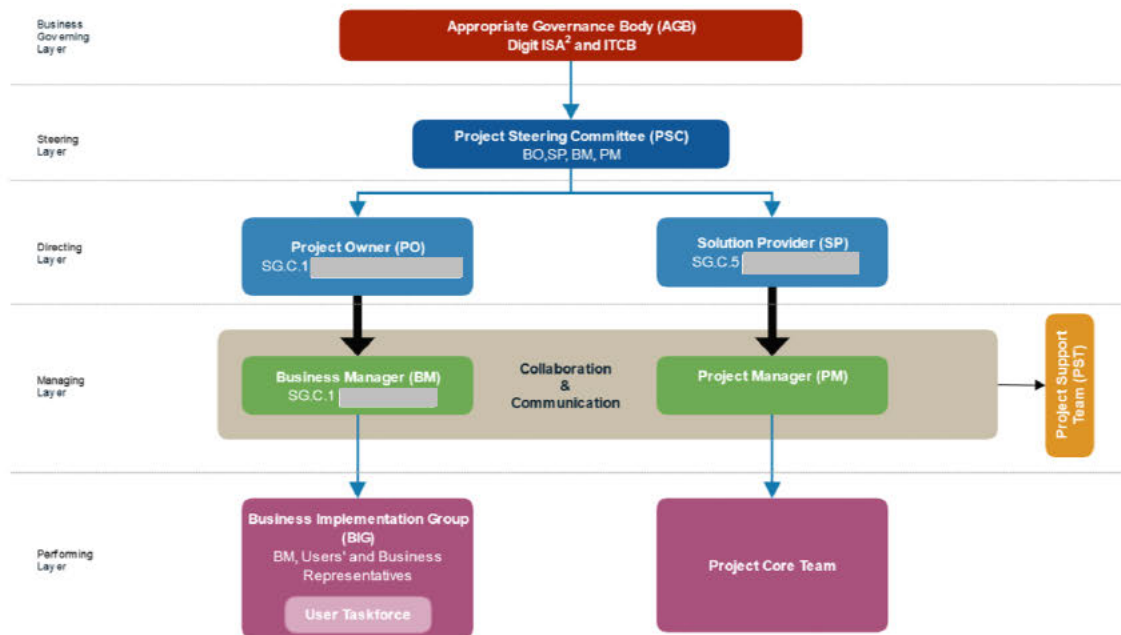 Business
Governing
Layer
Appropriate Governance Body (AGB)
Digit ISA² and ITCB
Steering
Layer
Project Steering Committee (PSC)
BO,SP, BM, PM
Directing
Layer
Project Owner (PO)
SG.C.1
Solution Provider (SP)
SG.C.5
Managing
Layer
Business Manager (BM)
SG.C.1
Collaboration
&
Communication
Project Manager (PM)
Project Support
Team (PST)
Performing
Layer
Business Implementation Group
(BIG)
BM, Users' and Business
Representatives
User Taskforce
Project Core Team